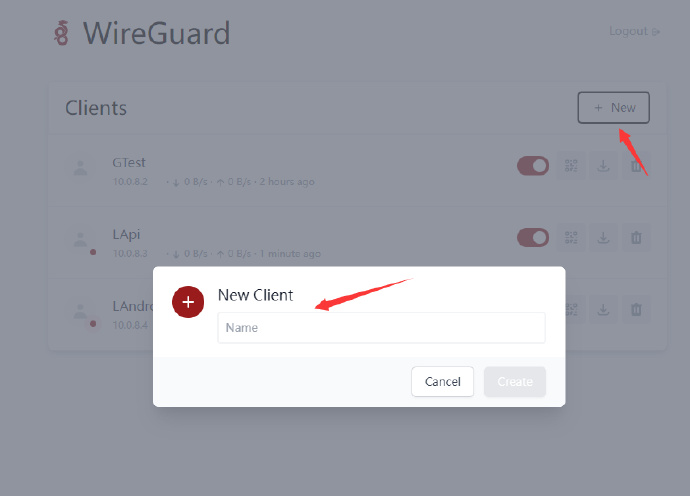 WireGuard
Logout
Clients
+ New
GTest
10.0.8.2 · ↓ 0 B/s · ↑ 0 B/s · 2 hours ago
LApi
10.0.8.3 · ↓ 0 B/s · ↑ 0 B/s · 1 minute ago
LAndro
10.0.8.4
New Client
Name
Cancel
Create